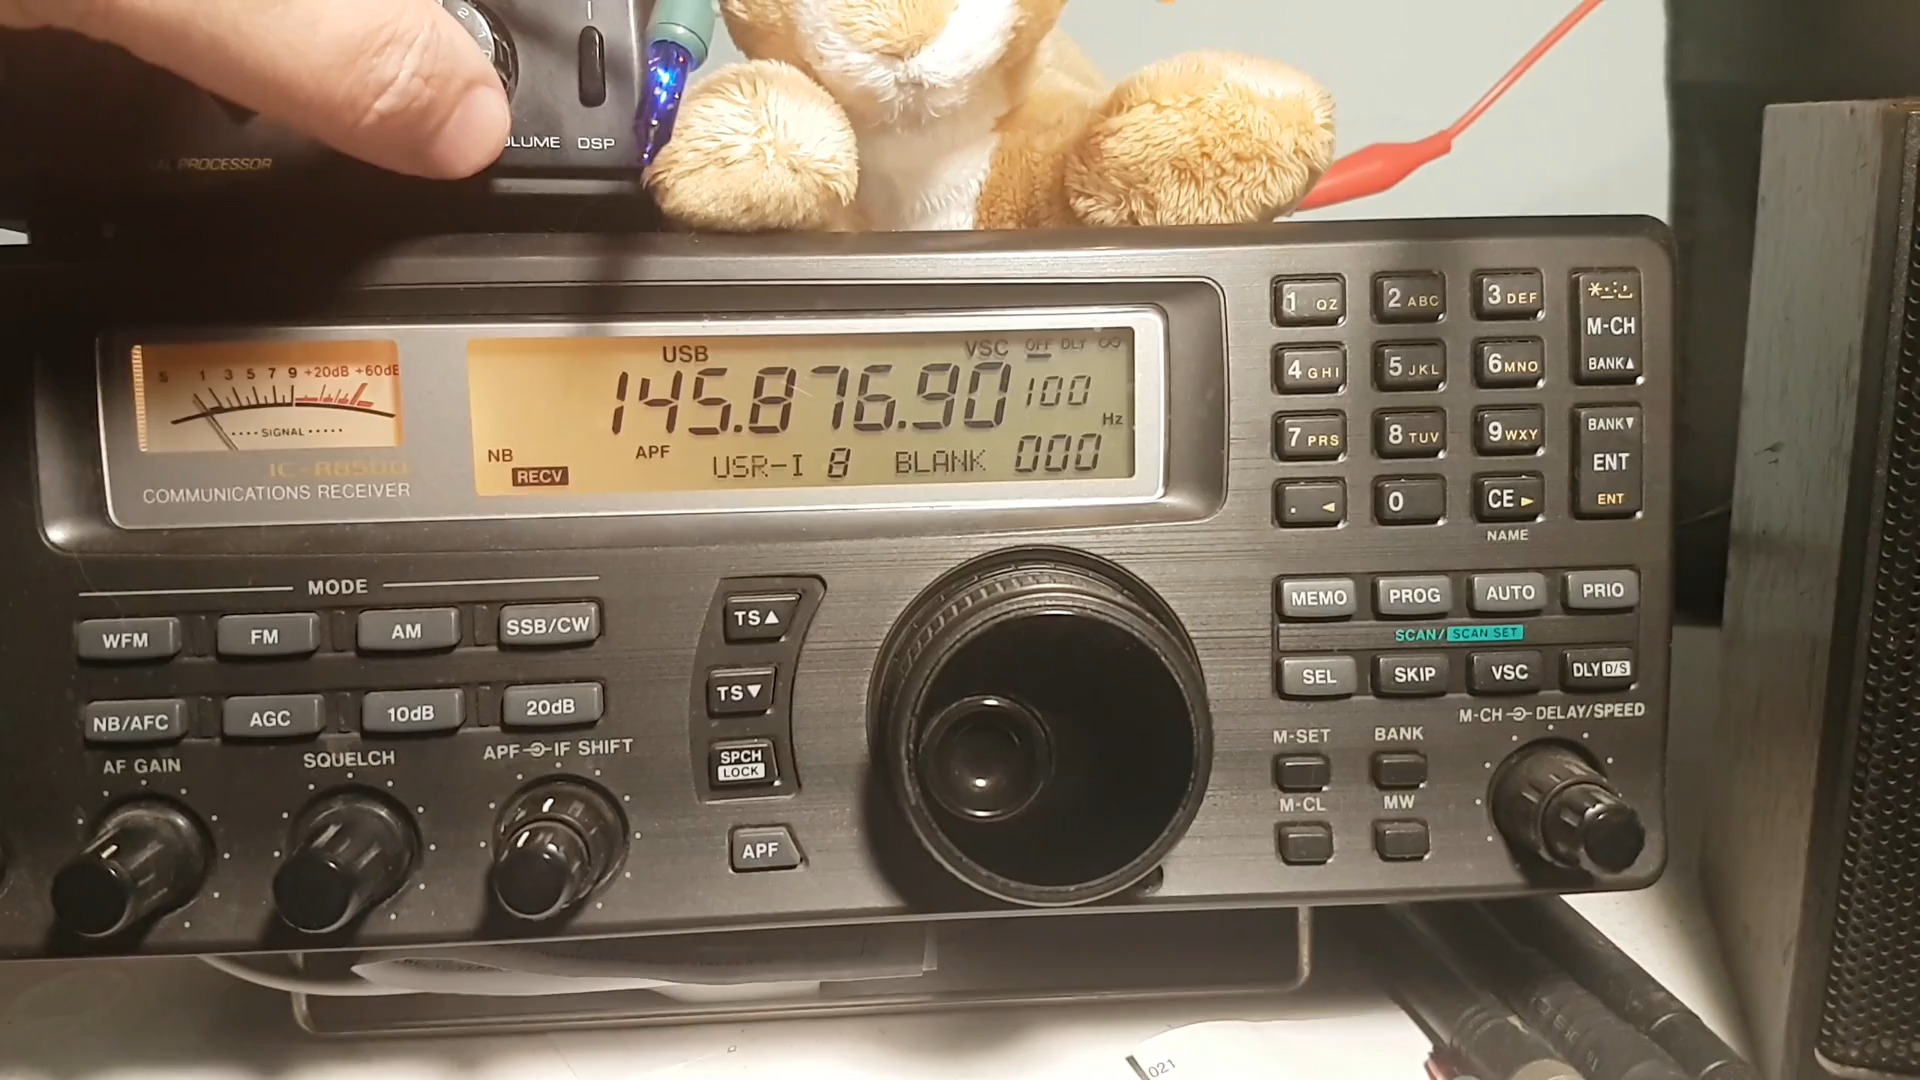 VOLUME DSP
PROCESSOR
S 1 3 5 7 9 +20dB +60dB
SIGNAL
IC-R8500
COMMUNICATIONS RECEIVER
USB VSC OFF DLY ∞
145.876.90 100
Hz
NB APF
RECV USR-I 8 BLANK 000
1 QZ 2 ABC 3 DEF
4 GHI 5 JKL 6 MNO
7 PRS 8 TUV 9 WXY
. ◄ 0 CE ►
NAME
M-CH
BANK▲
BANK▼
ENT
ENT
MODE
WFM FM AM SSB/CW
NB/AFC AGC 10dB 20dB
AF GAIN SQUELCH APF IF SHIFT
TS▲
TS▼
SPCH
LOCK
APF
MEMO PROG AUTO PRIO
SCAN/SCAN SET
SEL SKIP VSC DLY D/S
M-SET BANK M-CH DELAY/SPEED
M-CL MW
021